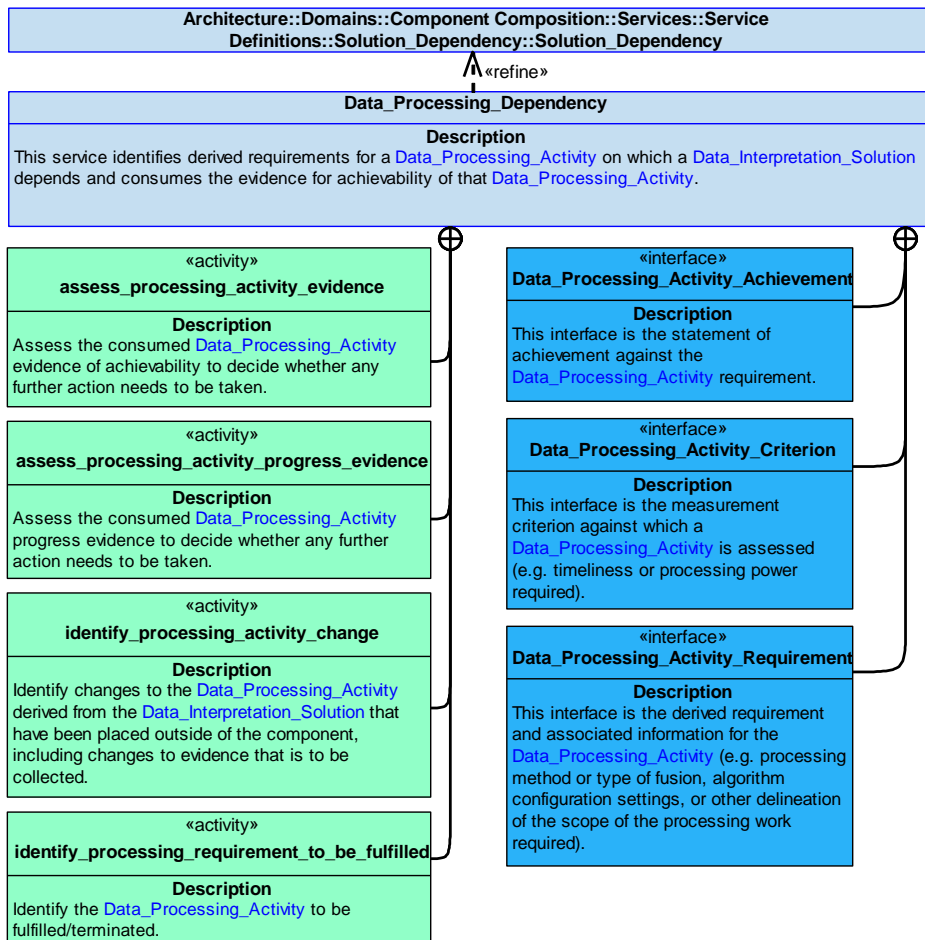 Architecture::Domains::Component Composition::Services::Service
Definitions::Solution_Dependency::Solution_Dependency
«refine»
Data_Processing_Dependency
Description
This service identifies derived requirements for a Data_Processing_Activity on which a Data_Interpretation_Solution
depends and consumes the evidence for achievability of that Data_Processing_Activity.
«activity»
assess_processing_activity_evidence
Description
Assess the consumed Data_Processing_Activity
evidence of achievability to decide whether any
further action needs to be taken.
«activity»
assess_processing_activity_progress_evidence
Description
Assess the consumed Data_Processing_Activity
progress evidence to decide whether any further
action needs to be taken.
«activity»
identify_processing_activity_change
Description
Identify changes to the Data_Processing_Activity
derived from the Data_Interpretation_Solution that
have been placed outside of the component,
including changes to evidence that is to be
collected.
«activity»
identify_processing_requirement_to_be_fulfilled
Description
Identify the Data_Processing_Activity to be
fulfilled/terminated.
«interface»
Data_Processing_Activity_Achievement
Description
This interface is the statement of
achievement against the
Data_Processing_Activity requirement.
«interface»
Data_Processing_Activity_Criterion
Description
This interface is the measurement
criterion against which a
Data_Processing_Activity is assessed
(e.g. timeliness or processing power
required).
«interface»
Data_Processing_Activity_Requirement
Description
This interface is the derived requirement
and associated information for the
Data_Processing_Activity (e.g. processing
method or type of fusion, algorithm
configuration settings, or other delineation
of the scope of the processing work
required).